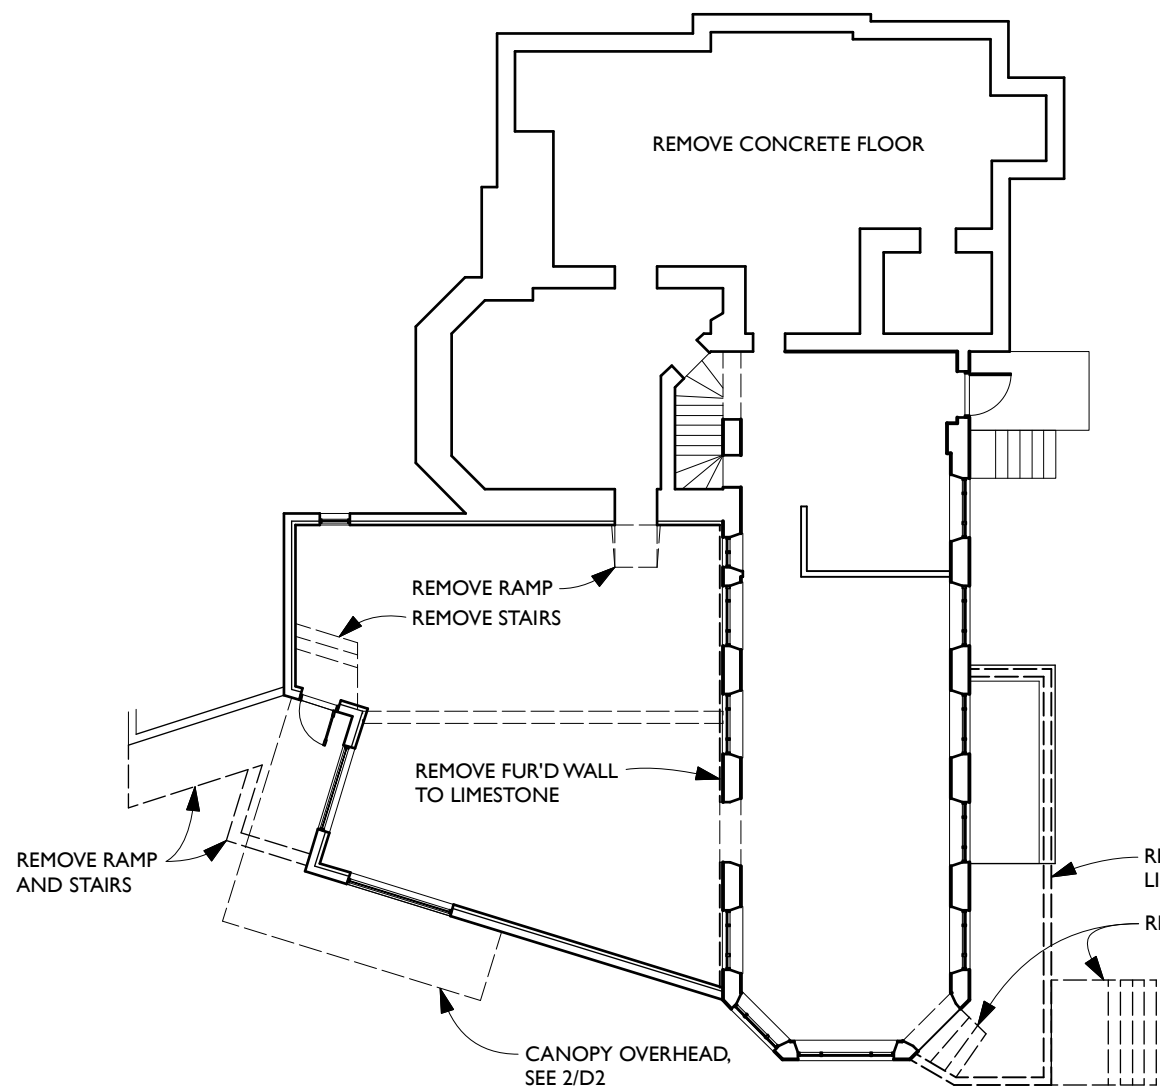 REMOVE CONCRETE FLOOR
REMOVE RAMP
REMOVE STAIRS
REMOVE FUR'D WALL
TO LIMESTONE
REMOVE RAMP
AND STAIRS
CANOPY OVERHEAD,
SEE 2/D2